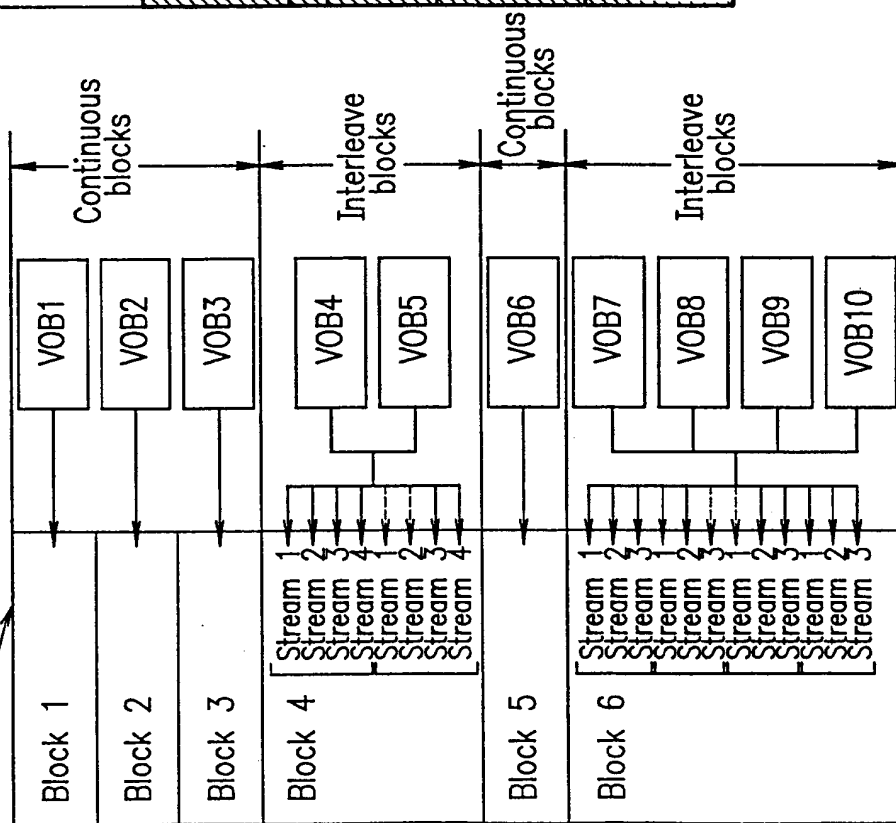 Block 1
Block 2
Block 3
Block 4
Block 5
Block 6
Stream 1
Stream 2
Stream 3
Stream 4
Stream 1
Stream 2
Stream 3
Stream 4
Stream 1
Stream 2
Stream 3
Stream 1
Stream 2
Stream 3
Stream 1
Stream 2
Stream 3
Stream 1
Stream 2
Stream 3
VOB1
VOB2
VOB3
VOB4
VOB5
VOB6
VOB7
VOB8
VOB9
VOB10
Continuous
blocks
Interleave
blocks
Continuous
blocks
Interleave
blocks